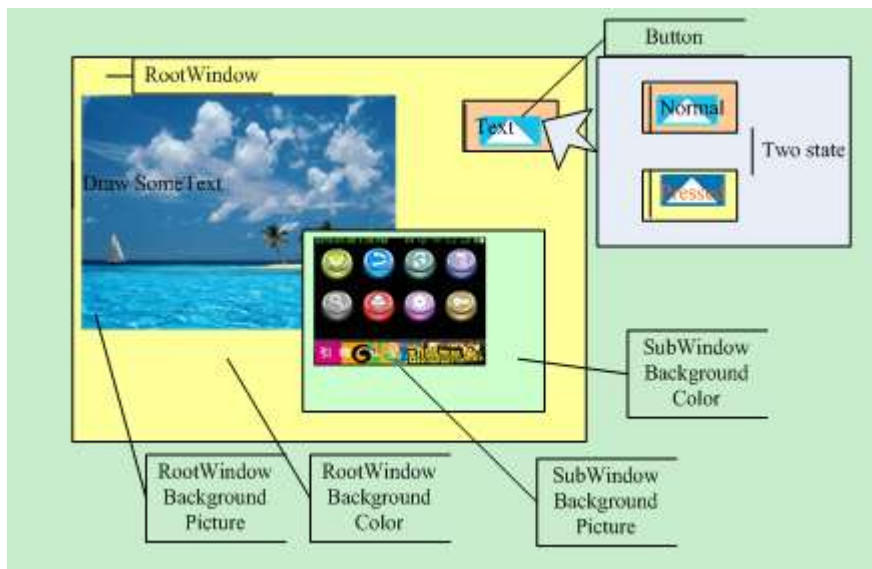 Button
RootWindow
Text
Normal
Two state
Pressed
Draw SomeText
SubWindow
Background
Color
RootWindow
Background
Picture
RootWindow
Background
Color
SubWindow
Background
Picture